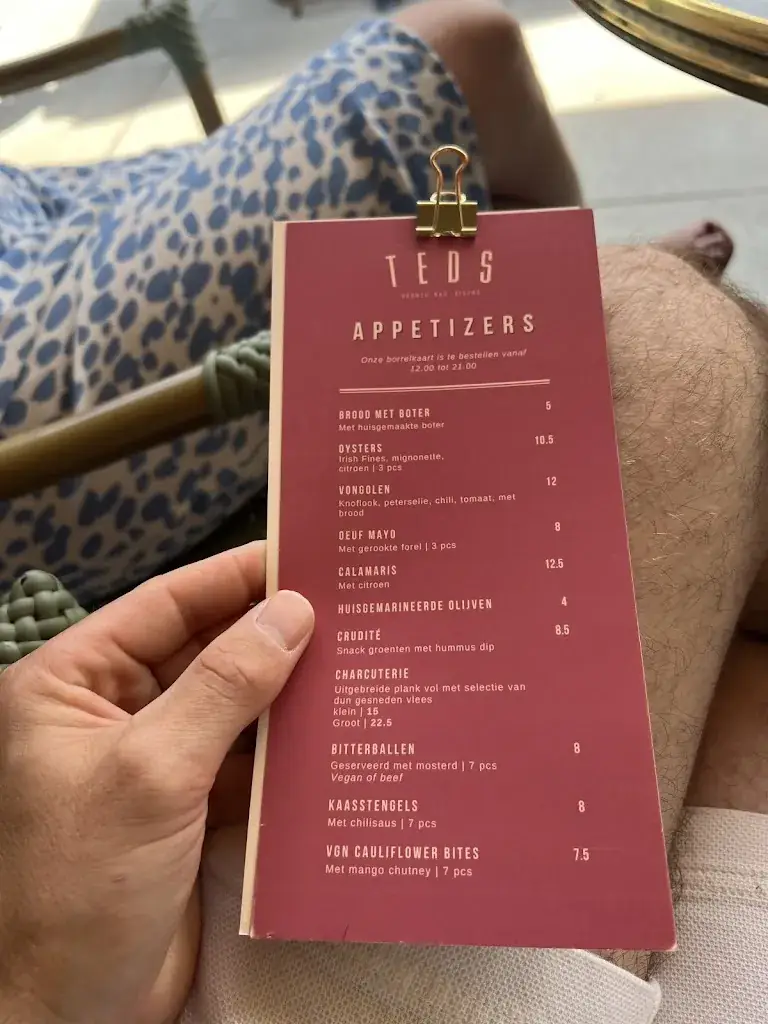 TEDS
APPETIZERS
Onze borrelkaart is te bestellen vanaf
12.00 tot 21.00
BROOD MET BOTER 5
Met huisgemaakte boter
OYSTERS 10.5
Irish Fines, mignonette,
citroen | 3 pcs
VONGOLEN 12
Knoflook, peterselie, chili, tomaat, met
brood
OEUF MAYO 8
Met gerookte forel | 3 pcs
CALAMARIS 12.5
Met citroen
HUISGEMARINEERDE OLIJVEN 4
CRUDITÉ 8.5
Snack groenten met hummus dip
CHARCUTERIE
Uitgebreide plank vol met selectie van
dun gesneden vlees
klein | 15
Groot | 22.5
BITTERBALLEN 8
Geserveerd met mosterd | 7 pcs
Vegan of beef
KAASSTENGELS 8
Met chilisaus | 7 pcs
VGN CAULIFLOWER BITES 7.5
Met mango chutney | 7 pcs